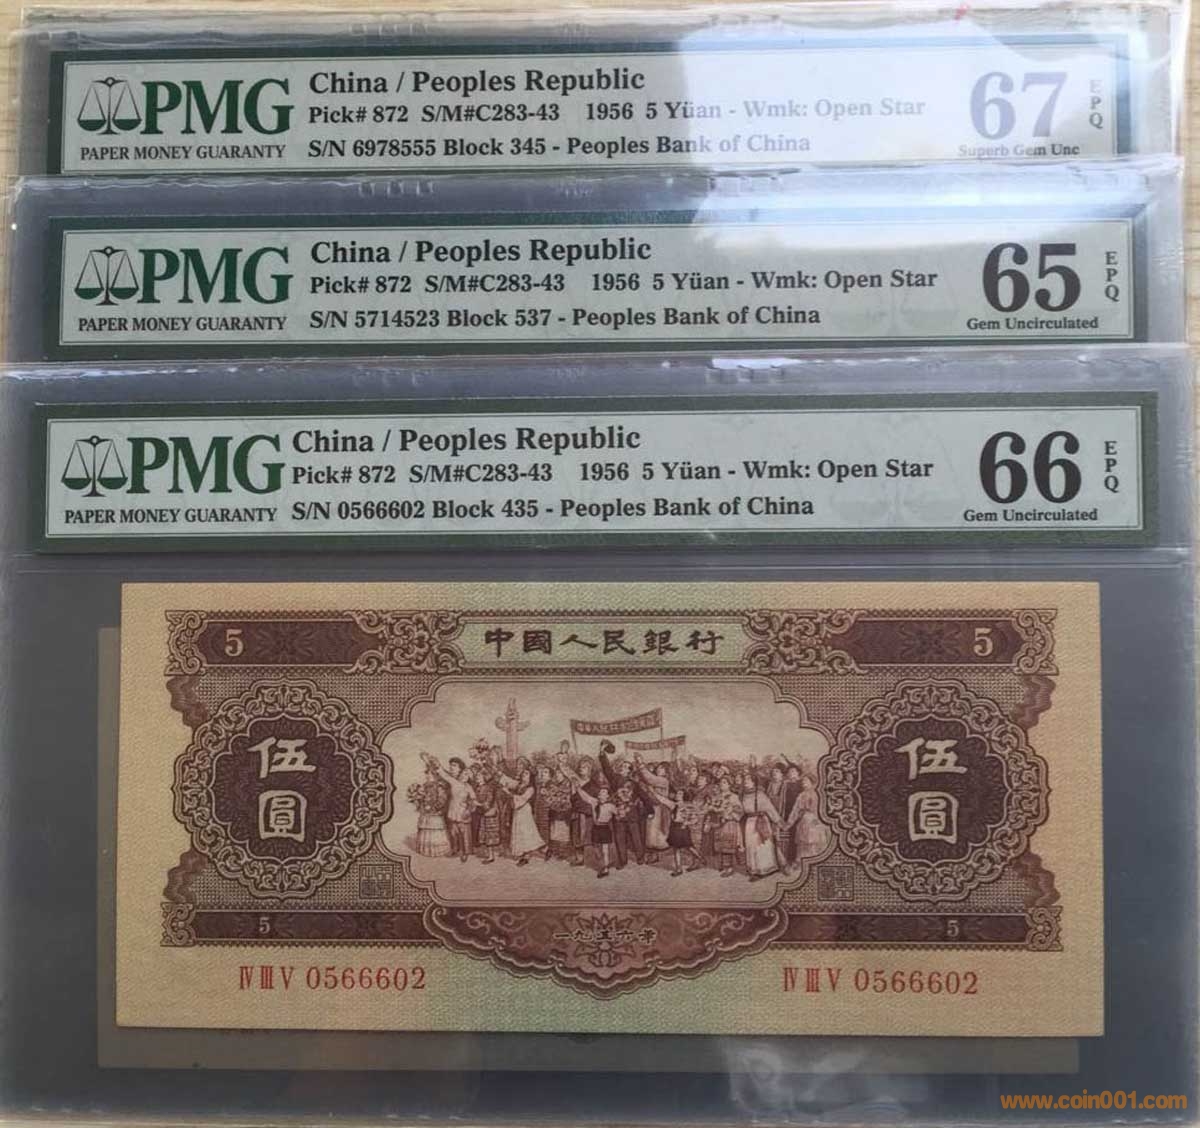 PMG
PAPER MONEY GUARANTY
China / Peoples Republic
Pick# 872 S/M#C283-43 1956 5 Yüan - Wmk: Open Star
S/N 6978555 Block 345 - Peoples Bank of China
67 EPQ
Superb Gem Unc
PMG
PAPER MONEY GUARANTY
China / Peoples Republic
Pick# 872 S/M#C283-43 1956 5 Yüan - Wmk: Open Star
S/N 5714523 Block 537 - Peoples Bank of China
65 EPQ
Gem Uncirculated
PMG
PAPER MONEY GUARANTY
China / Peoples Republic
Pick# 872 S/M#C283-43 1956 5 Yüan - Wmk: Open Star
S/N 0566602 Block 435 - Peoples Bank of China
66 EPQ
Gem Uncirculated
5 中國人民銀行 5
伍圓 伍圓
5 一九五六年 5
Ⅳ Ⅲ Ⅴ 0566602 Ⅳ Ⅲ Ⅴ 0566602
www.coin001.com